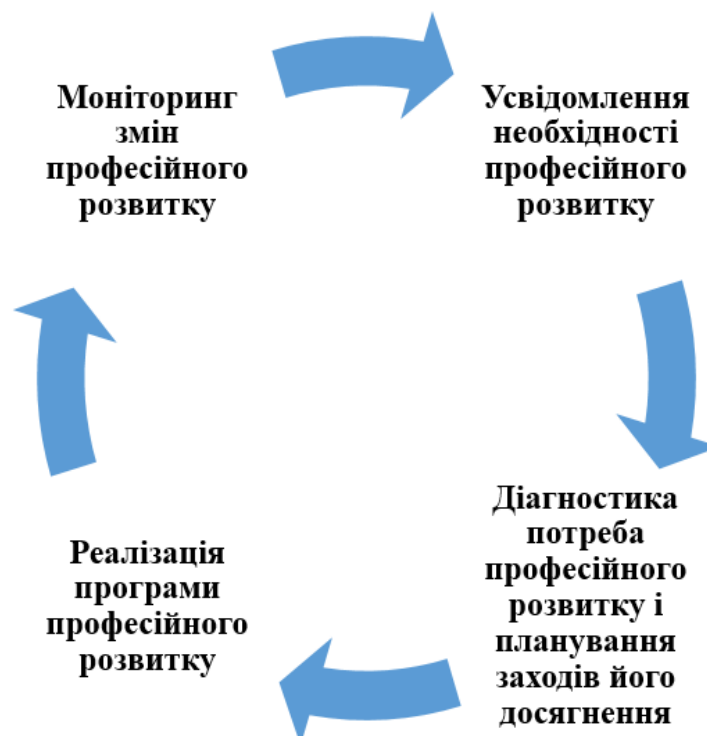 Моніторинг
змін
професійного
розвитку
Усвідомлення
необхідності
професійного
розвитку
Діагностика
потреба
професійного
розвитку і
планування
заходів його
досягнення
Реалізація
програми
професійного
розвитку